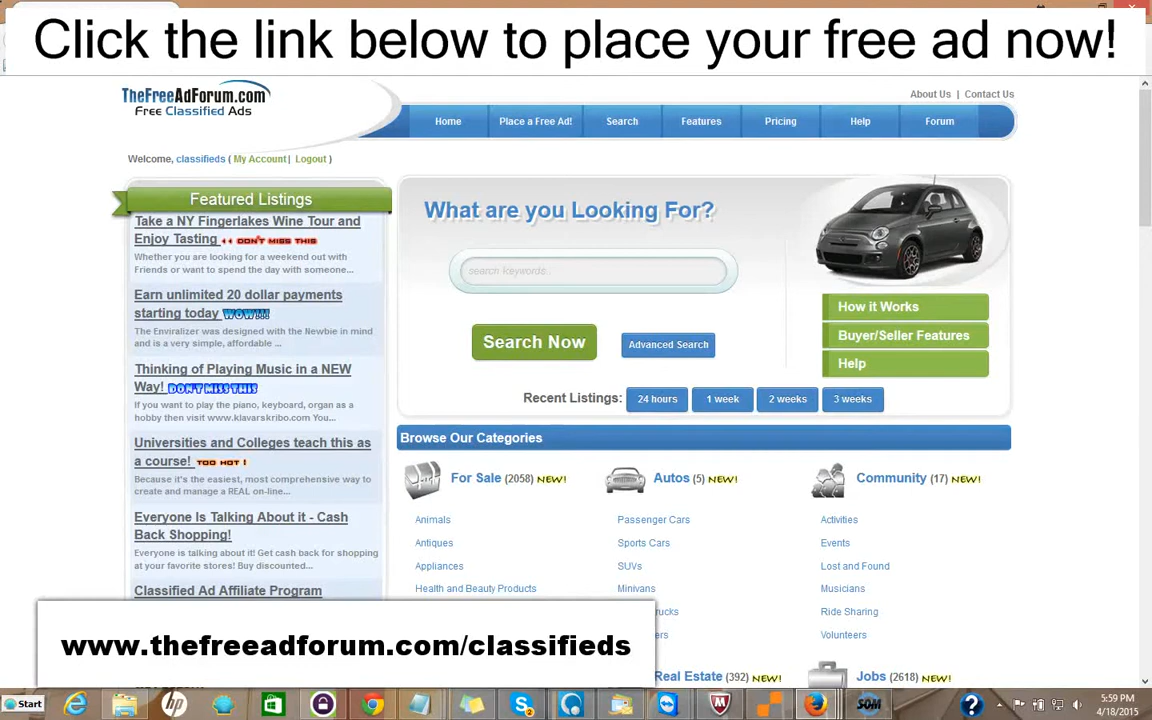 Click the link below to place your free ad now!
TheFreeAdForum.com
Free Classified Ads
About Us | Contact Us
Home
Place a Free Ad!
Search
Features
Pricing
Help
Forum
Welcome, classifieds ( My Account | Logout )
Featured Listings
Take a NY Fingerlakes Wine Tour and
Enjoy Tasting DON'T MISS THIS
Whether you are looking for a weekend out with
Friends or want to spend the day with someone...
Earn unlimited 20 dollar payments
starting today WOW!!!
The Enviralizer was designed with the Newbie in mind
and is a very simple, affordable ...
Thinking of Playing Music in a NEW
Way! DON'T MISS THIS
If you want to play the piano, keyboard, organ as a
hobby then visit www.klavarskribo.com You...
Universities and Colleges teach this as
a course! TOO HOT !
Because it's the easiest, most comprehensive way to
create and manage a REAL on-line...
Everyone Is Talking About it - Cash
Back Shopping!
Everyone is talking about it! Get cash back for shopping
at your favorite stores! Buy discounted...
Classified Ad Affiliate Program
What are you Looking For?
search keywords..
Search Now
Advanced Search
How it Works
Buyer/Seller Features
Help
Recent Listings:
24 hours
1 week
2 weeks
3 weeks
Browse Our Categories
For Sale (2058) NEW!
Animals
Antiques
Appliances
Health and Beauty Products
Autos (5) NEW!
Passenger Cars
Sports Cars
SUVs
Minivans
Community (17) NEW!
Activities
Events
Lost and Found
Musicians
Ride Sharing
Volunteers
Real Estate (392) NEW!
Jobs (2618) NEW!
www.thefreeadforum.com/classifieds
Start
5:59 PM
4/18/2015